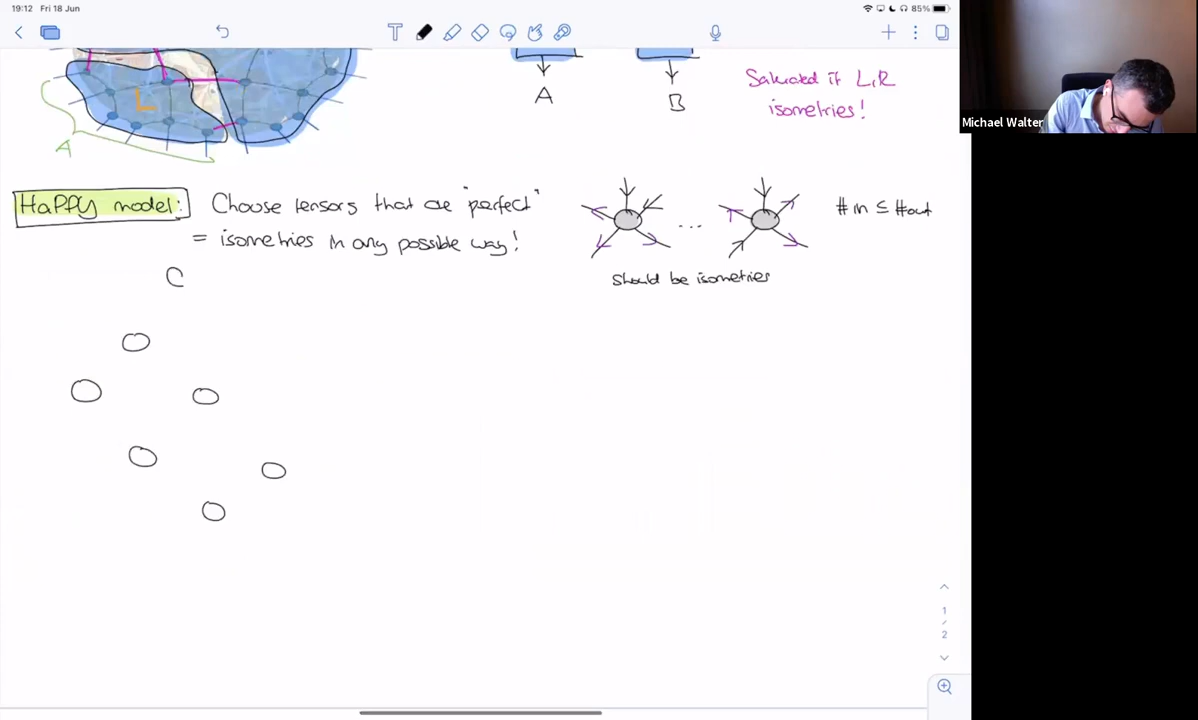 19:12 Fri 18 Jun
85%
T
L
A
A
B
Saturated if L,R
isometries!
Michael Walter
HaPPY model: Choose tensors that are "perfect"
= isometries in any possible way!
...
# in ≤ # out
should be isometries
1
/
2